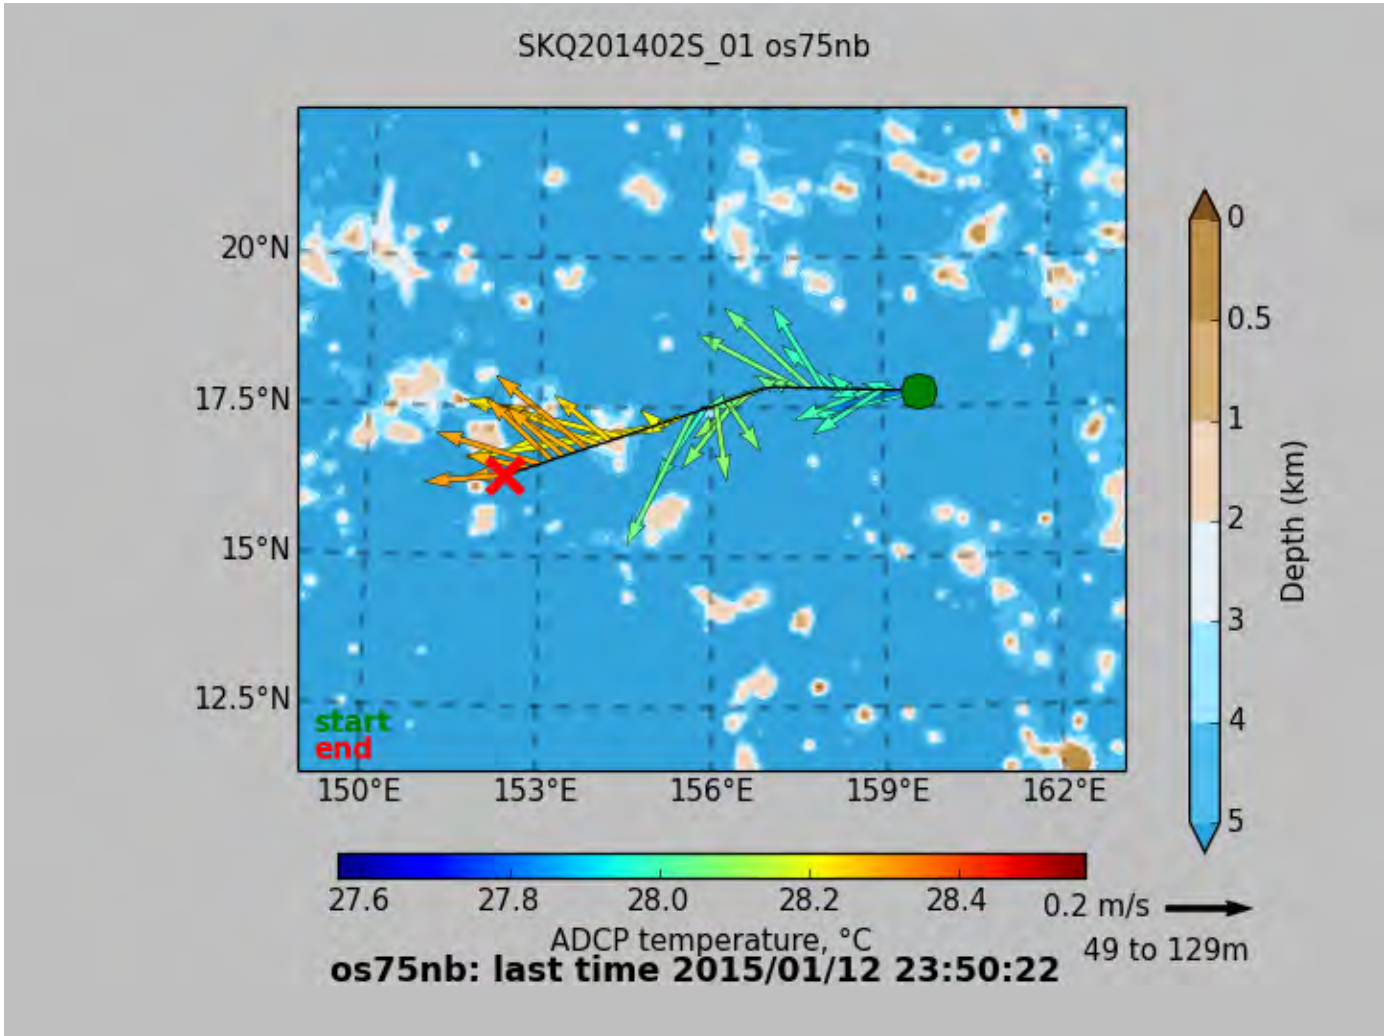 SKQ201402S_01 os75nb
20°N
17.5°N
15°N
12.5°N
start
end
150°E 153°E 156°E 159°E 162°E
0
0.5
1
2
3
4
5
Depth (km)
27.6 27.8 28.0 28.2 28.4
0.2 m/s
ADCP temperature, °C
49 to 129m
os75nb: last time 2015/01/12 23:50:22